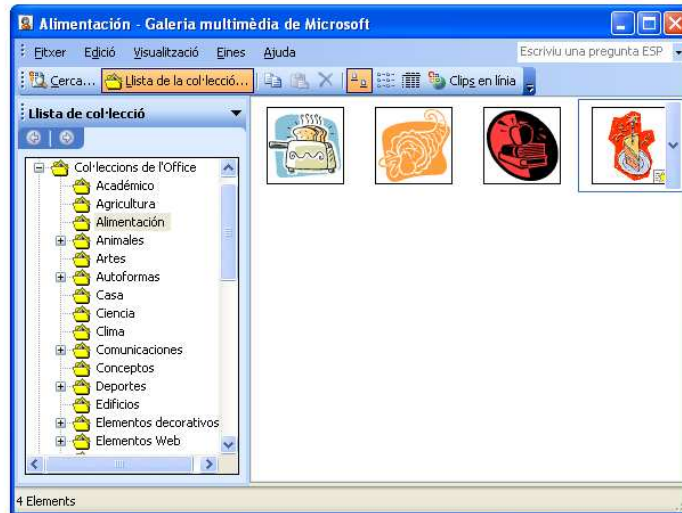 Alimentación - Galeria multimèdia de Microsoft
Fitxer Edició Visualització Eines Ajuda Escriviu una pregunta ESP
Cerca... Llista de la col·lecció... Clips en línia
Llista de col·lecció
Col·leccions de l'Office
Académico
Agricultura
Alimentación
Animales
Artes
Autoformas
Casa
Ciencia
Clima
Comunicaciones
Conceptos
Deportes
Edificios
Elementos decorativos
Elementos Web
4 Elements